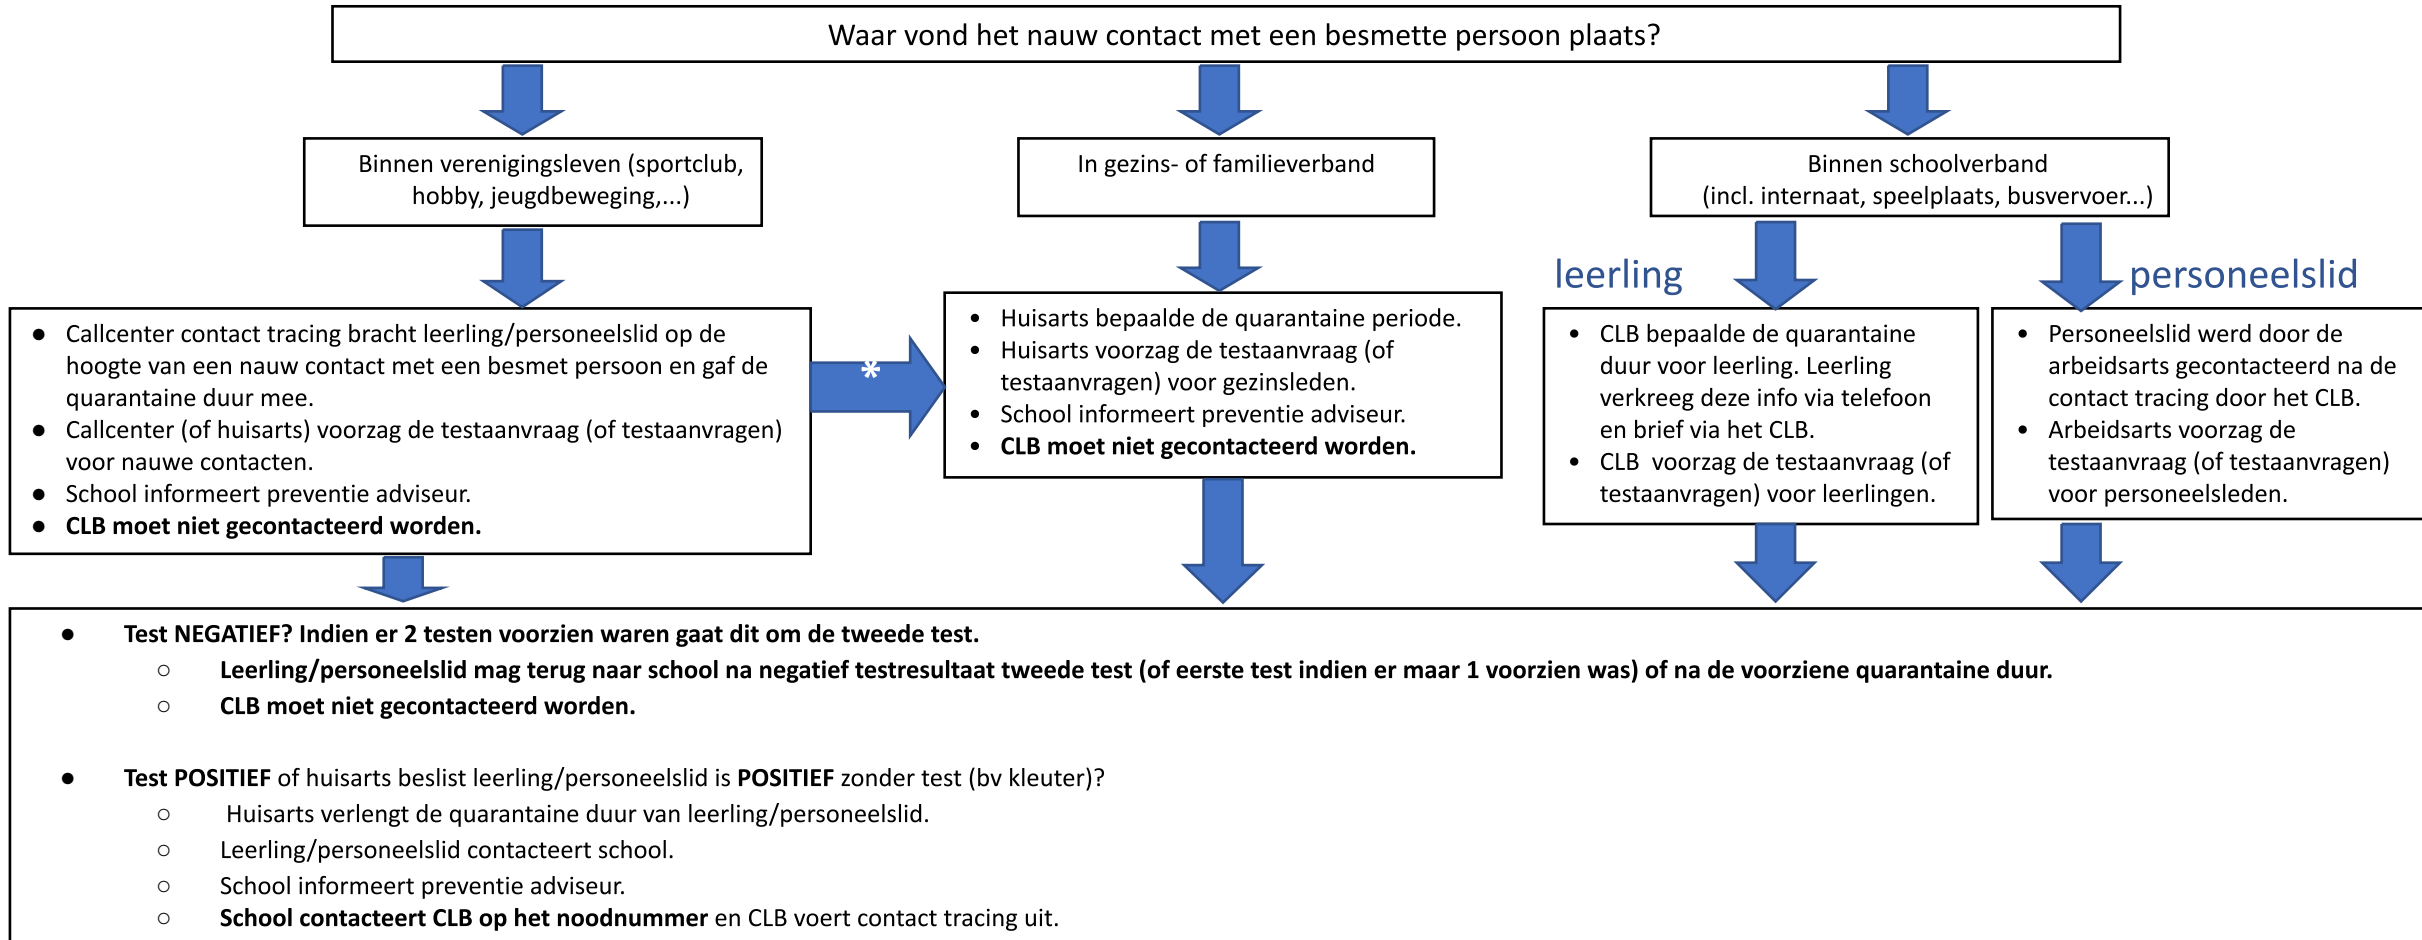 Waar vond het nauw contact met een besmette persoon plaats?
Binnen verenigingsleven (sportclub,
hobby, jeugdbeweging,...)
In gezins- of familieverband
Binnen schoolverband
(incl. internaat, speelplaats, busvervoer...)
leerling
personeelslid
● Callcenter contact tracing bracht leerling/personeelslid op de
hoogte van een nauw contact met een besmet persoon en gaf de
quarantaine duur mee.
● Callcenter (of huisarts) voorzag de testaanvraag (of testaanvragen)
voor nauwe contacten.
● School informeert preventie adviseur.
● CLB moet niet gecontacteerd worden.
*
• Huisarts bepaalde de quarantaine periode.
• Huisarts voorzag de testaanvraag (of
testaanvragen) voor gezinsleden.
• School informeert preventie adviseur.
• CLB moet niet gecontacteerd worden.
• CLB bepaalde de quarantaine
duur voor leerling. Leerling
verkreeg deze info via telefoon
en brief via het CLB.
• CLB voorzag de testaanvraag (of
testaanvragen) voor leerlingen.
• Personeelslid werd door de
arbeidsarts gecontacteerd na de
contact tracing door het CLB.
• Arbeidsarts voorzag de
testaanvraag (of testaanvragen)
voor personeelsleden.
● Test NEGATIEF? Indien er 2 testen voorzien waren gaat dit om de tweede test.
○ Leerling/personeelslid mag terug naar school na negatief testresultaat tweede test (of eerste test indien er maar 1 voorzien was) of na de voorziene quarantaine duur.
○ CLB moet niet gecontacteerd worden.
● Test POSITIEF of huisarts beslist leerling/personeelslid is POSITIEF zonder test (bv kleuter)?
○ Huisarts verlengt de quarantaine duur van leerling/personeelslid.
○ Leerling/personeelslid contacteert school.
○ School informeert preventie adviseur.
○ School contacteert CLB op het noodnummer en CLB voert contact tracing uit.